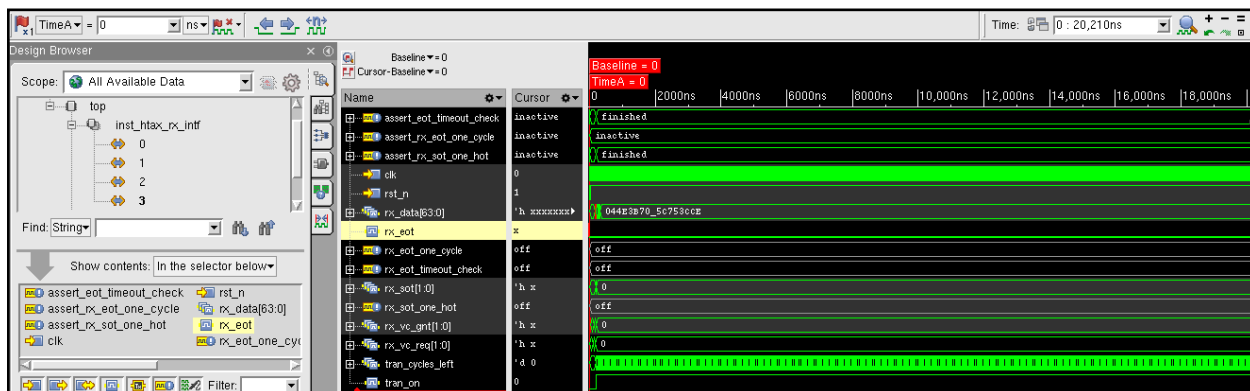 TimeA = 0 ns Time: 0 : 20,210ns
Design Browser
Scope: All Available Data
top
inst_htax_rx_intf
0
1
2
3
Find: String
Show contents: In the selector below
assert_eot_timeout_check rst_n
assert_rx_eot_one_cycle rx_data[63:0]
assert_rx_sot_one_hot rx_eot
clk rx_eot_one_cy
Filter:
Baseline = 0
Cursor-Baseline = 0
Name Cursor
Baseline = 0
TimeA = 0
0 2000ns 4000ns 6000ns 8000ns 10,000ns 12,000ns 14,000ns 16,000ns 18,000ns
assert_eot_timeout_check inactive finished
assert_rx_eot_one_cycle inactive inactive
assert_rx_sot_one_hot inactive finished
clk 0
rst_n 1
rx_data[63:0] 'h xxxxxxx 044E3B70_5C753CCE
rx_eot x
rx_eot_one_cycle off off
rx_eot_timeout_check off off
rx_sot[1:0] 'h x 0
rx_sot_one_hot off off
rx_vc_gnt[1:0] 'h x 0
rx_vc_req[1:0] 'h x 0
tran_cycles_left 'd 0
tran_on 0